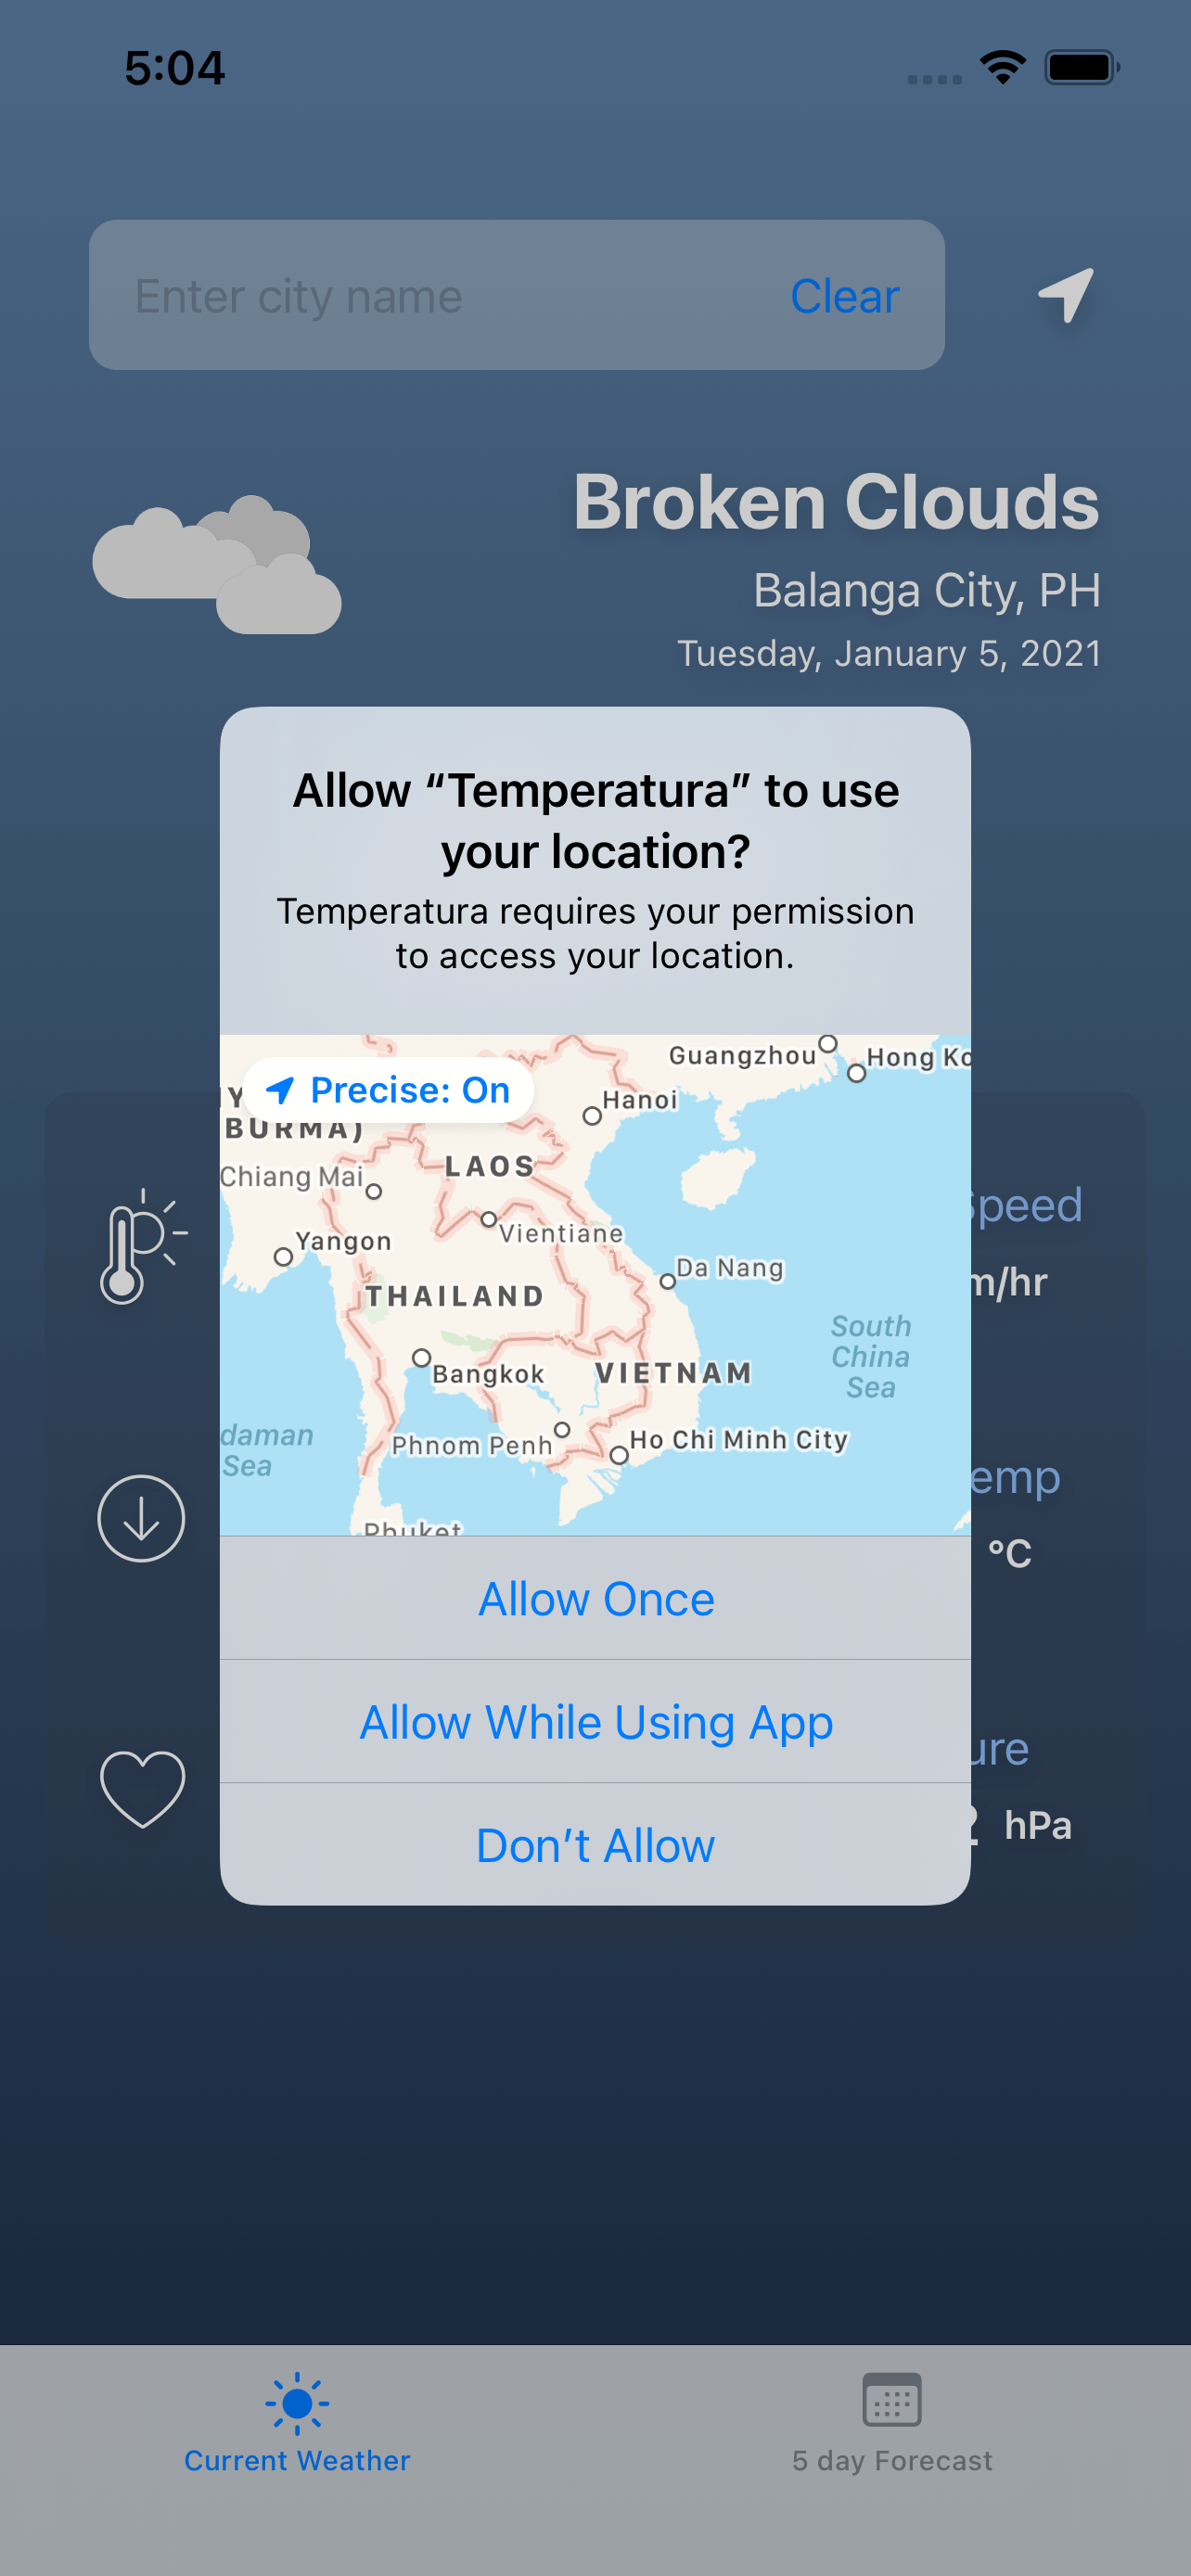 5:04
Enter city name Clear
Broken Clouds
Balanga City, PH
Tuesday, January 5, 2021
Allow “Temperatura” to use
your location?
Temperatura requires your permission
to access your location.
Precise: On
Guangzhou
Hong Ko
Hanoi
BURMA)
LAOS
Chiang Mai
Vientiane
Yangon
Da Nang
THAILAND
South
China
Sea
Bangkok
VIETNAM
daman
Sea
Phnom Penh
Ho Chi Minh City
Phuket
Speed
m/hr
emp
°C
ure
hPa
Allow Once
Allow While Using App
Don’t Allow
Current Weather
5 day Forecast